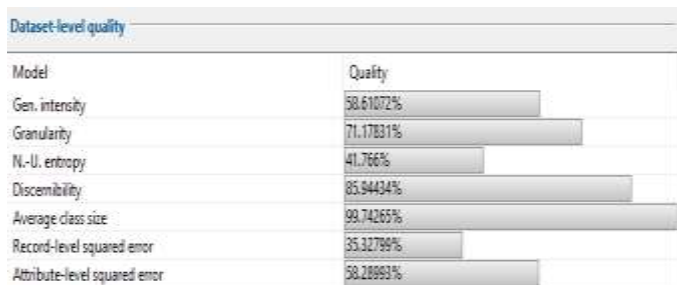 Dataset-level quality
Model Quality
Gen. intensity 58.61072%
Granularity 71.17831%
N.-U. entropy 41.766%
Discernibility 85.94434%
Average class size 99.74265%
Record-level squared error 35.32799%
Attribute-level squared error 58.28993%